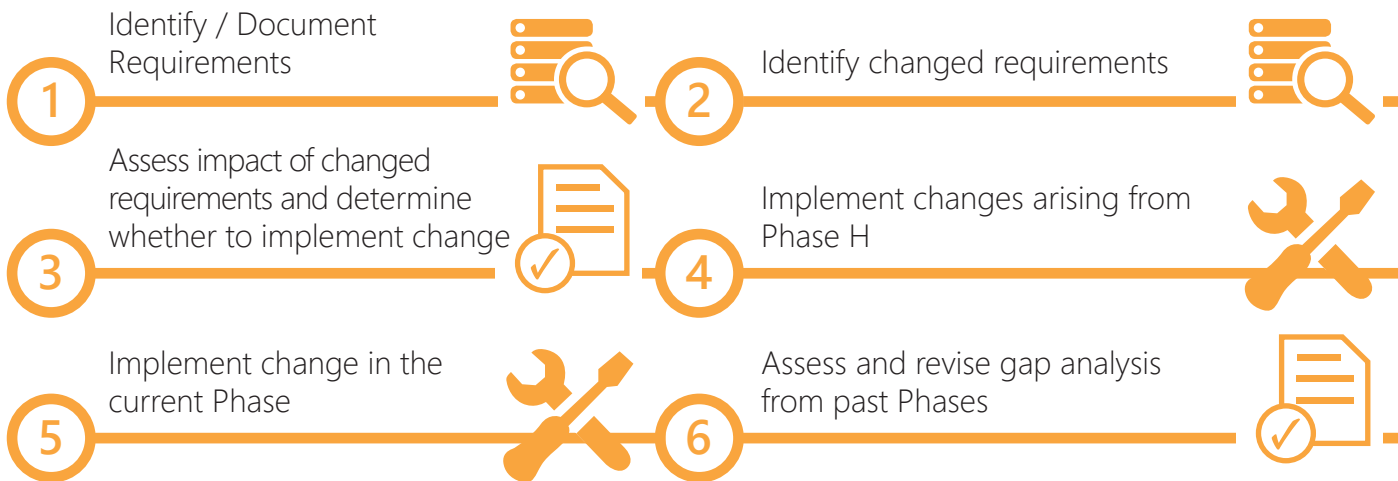 Identify / Document
Requirements
1
Identify changed requirements
2
Assess impact of changed
requirements and determine
whether to implement change
3
Implement changes arising from
Phase H
4
Implement change in the
current Phase
5
Assess and revise gap analysis
from past Phases
6